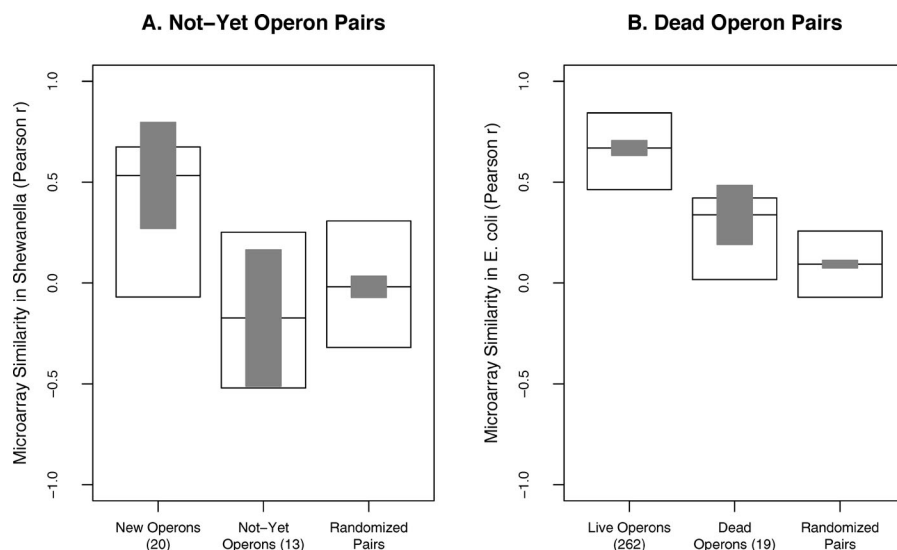 A. Not–Yet Operon Pairs
Microarray Similarity in Shewanella (Pearson r)
1.0
0.5
0.0
−0.5
−1.0
New Operons
(20)
Not–Yet
Operons (13)
Randomized
Pairs
B. Dead Operon Pairs
Microarray Similarity in E. coli (Pearson r)
1.0
0.5
0.0
−0.5
−1.0
Live Operons
(262)
Dead
Operons (19)
Randomized
Pairs